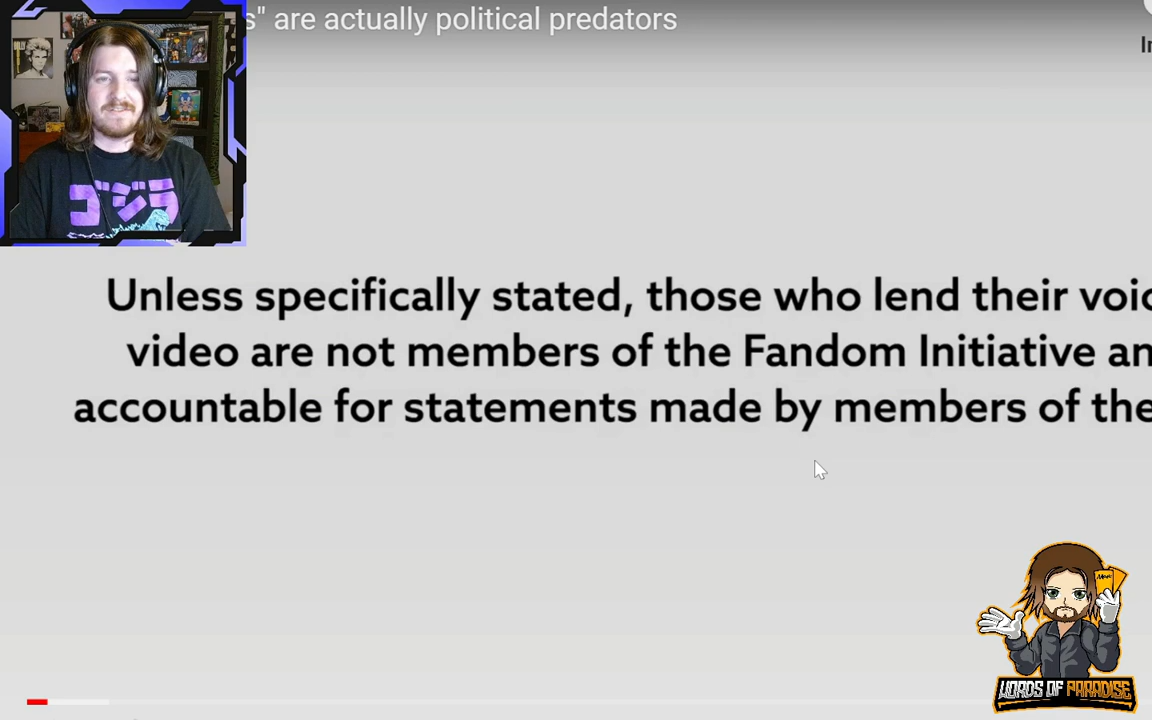 s" are actually political predators
Unless specifically stated, those who lend their voic
video are not members of the Fandom Initiative an
accountable for statements made by members of the
ゴジラ
WORDS OF PARADISE